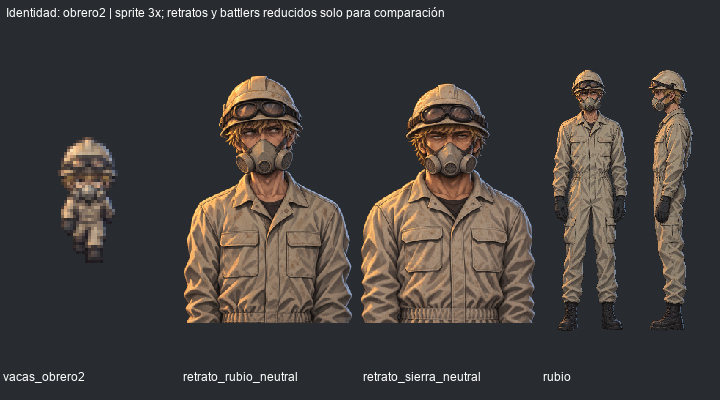 Identidad: obrero2 | sprite 3x; retratos y battlers reducidos solo para comparación
vacas_obrero2
retrato_rubio_neutral
retrato_sierra_neutral
rubio